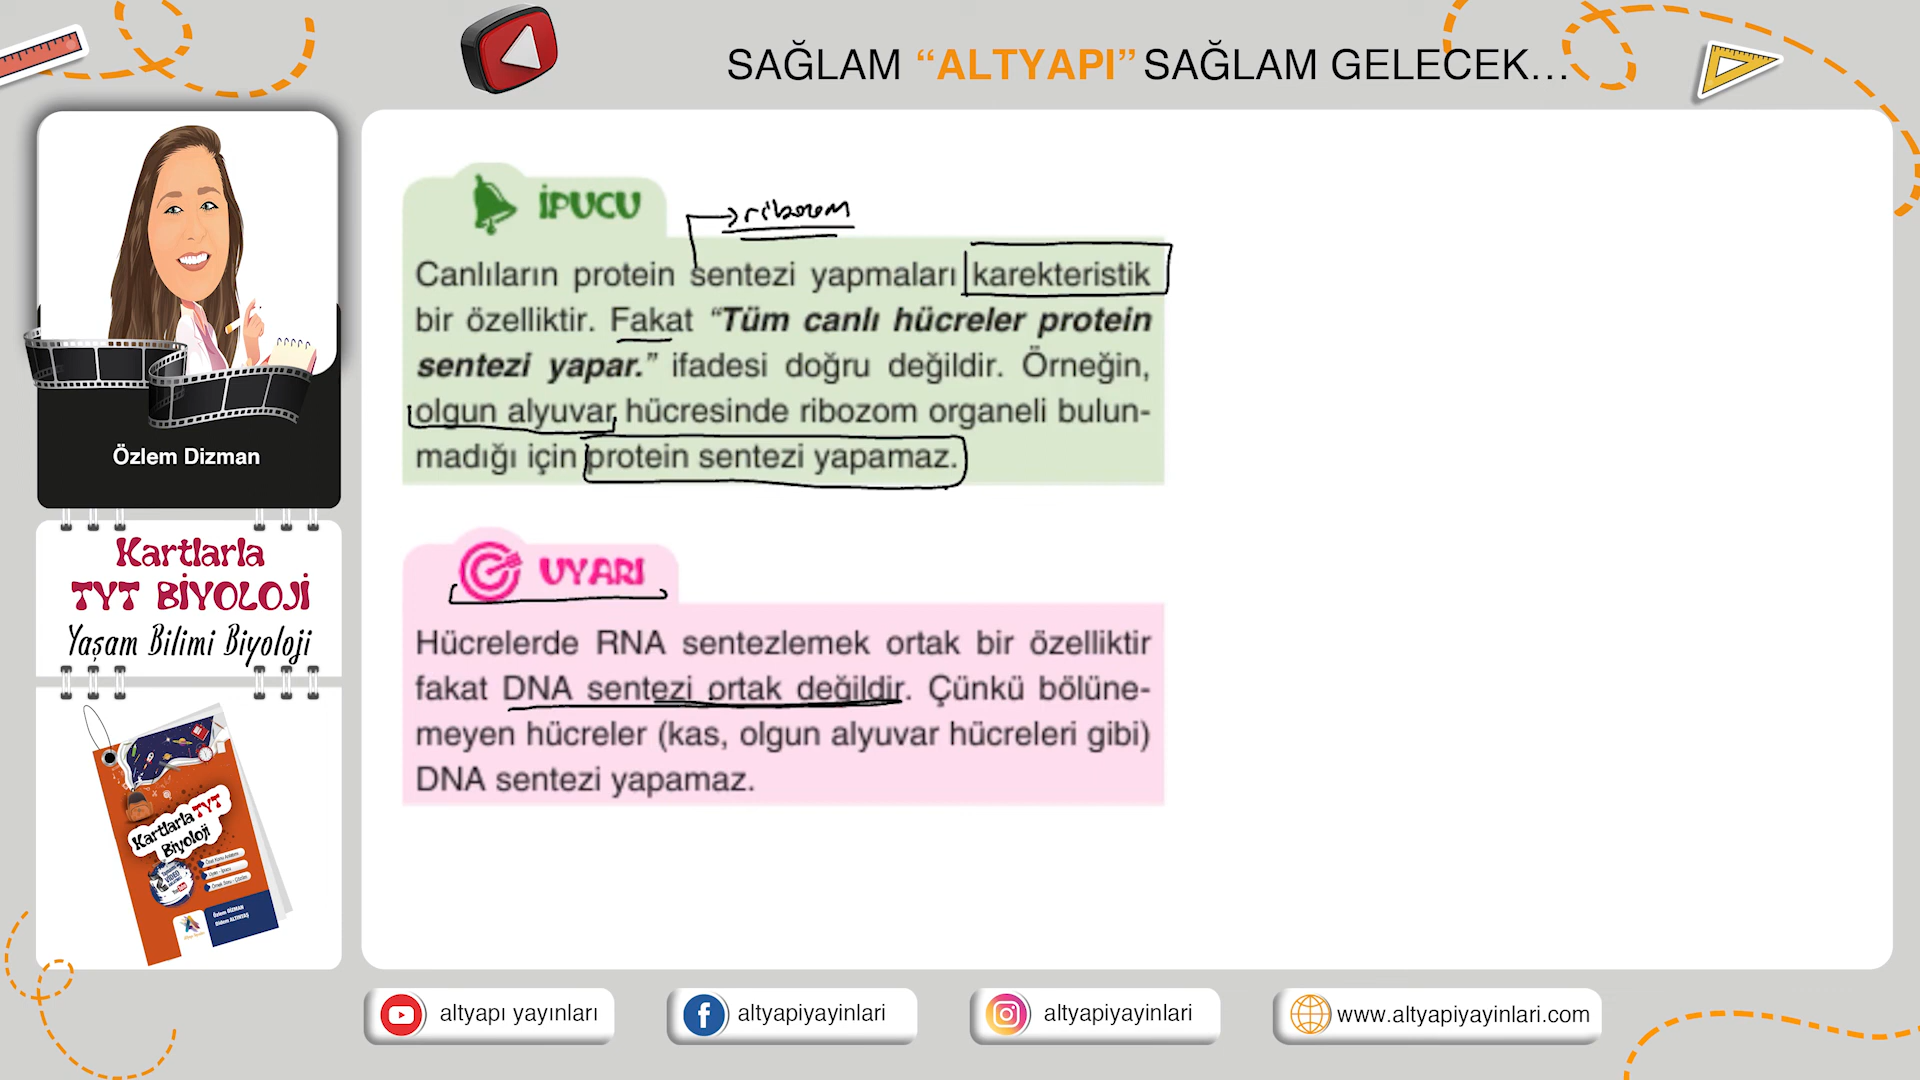 SAĞLAM “ALTYAPI” SAĞLAM GELECEK...
İPUCU
ribozom
Canlıların protein sentezi yapmaları karekteristik
bir özelliktir. Fakat “Tüm canlı hücreler protein
sentezi yapar.” ifadesi doğru değildir. Örneğin,
olgun alyuvar hücresinde ribozom organeli bulun-
madığı için protein sentezi yapamaz.
UYARI
Hücrelerde RNA sentezlemek ortak bir özelliktir
fakat DNA sentezi ortak değildir. Çünkü bölüne-
meyen hücreler (kas, olgun alyuvar hücreleri gibi)
DNA sentezi yapamaz.
Özlem Dizman
Kartlarla
TYT BİYOLOJİ
Yaşam Bilimi Biyoloji
Kartlarla TYT
Biyoloji
Özlem DİZMAN
altyapı yayınları
altyapiyayinlari
altyapiyayinlari
www.altyapiyayinlari.com